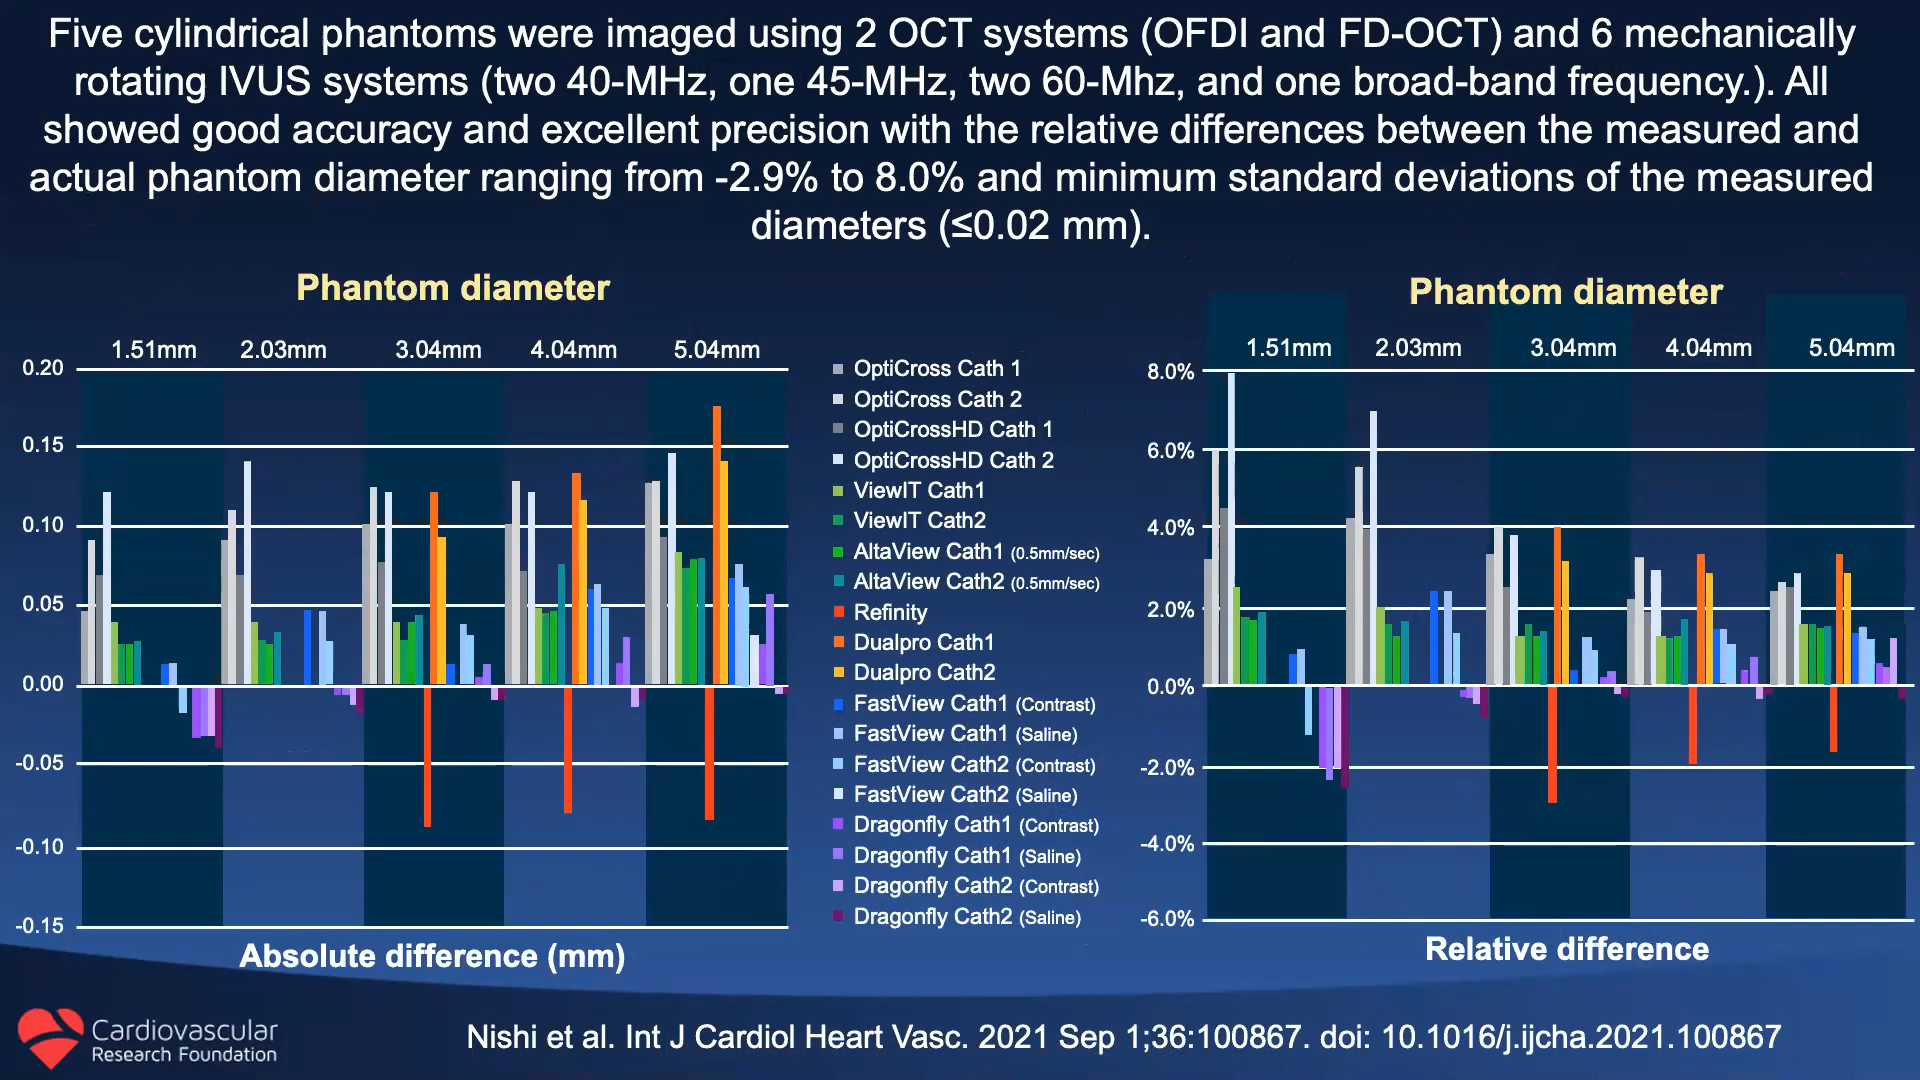 Five cylindrical phantoms were imaged using 2 OCT systems (OFDI and FD-OCT) and 6 mechanically
rotating IVUS systems (two 40-MHz, one 45-MHz, two 60-Mhz, and one broad-band frequency.). All
showed good accuracy and excellent precision with the relative differences between the measured and
actual phantom diameter ranging from -2.9% to 8.0% and minimum standard deviations of the measured
diameters (≤0.02 mm).
Phantom diameter
1.51mm 2.03mm 3.04mm 4.04mm 5.04mm
0.20
0.15
0.10
0.05
0.00
-0.05
-0.10
-0.15
Absolute difference (mm)
OptiCross Cath 1
OptiCross Cath 2
OptiCrossHD Cath 1
OptiCrossHD Cath 2
ViewIT Cath1
ViewIT Cath2
AltaView Cath1 (0.5mm/sec)
AltaView Cath2 (0.5mm/sec)
Refinity
Dualpro Cath1
Dualpro Cath2
FastView Cath1 (Contrast)
FastView Cath1 (Saline)
FastView Cath2 (Contrast)
FastView Cath2 (Saline)
Dragonfly Cath1 (Contrast)
Dragonfly Cath1 (Saline)
Dragonfly Cath2 (Contrast)
Dragonfly Cath2 (Saline)
Phantom diameter
1.51mm 2.03mm 3.04mm 4.04mm 5.04mm
8.0%
6.0%
4.0%
2.0%
0.0%
-2.0%
-4.0%
-6.0%
Relative difference
Cardiovascular
Research Foundation
Nishi et al. Int J Cardiol Heart Vasc. 2021 Sep 1;36:100867. doi: 10.1016/j.ijcha.2021.100867